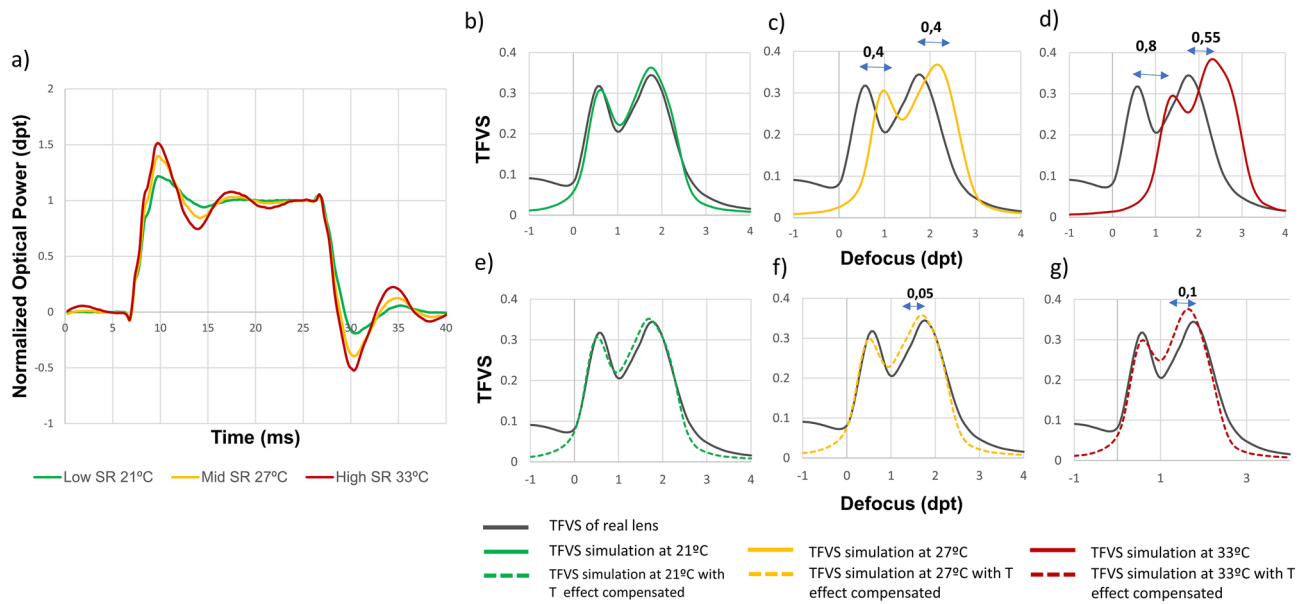 a)
Normalized Optical Power (dpt)
2
1.5
1
0.5
0
-0.5
-1
0 5 10 15 20 25 30 35 40
Time (ms)
Low SR 21ºC Mid SR 27ºC High SR 33ºC
b)
TFVS
0.4
0.3
0.2
0.1
0
-1 0 1 2 3 4
c)
0,4
0,4
0.4
0.3
0.2
0.1
0
-1 0 1 2 3 4
Defocus (dpt)
d)
0,8
0,55
0.4
0.3
0.2
0.1
0
-1 0 1 2 3 4
e)
TFVS
0.4
0.3
0.2
0.1
0
-1 0 1 2 3 4
f)
0,05
0.4
0.3
0.2
0.1
0
-1 0 1 2 3 4
Defocus (dpt)
g)
0,1
0.4
0.3
0.2
0.1
0
-1 1 3
TFVS of real lens
TFVS simulation at 21ºC
TFVS simulation at 21ºC with
T effect compensated
TFVS simulation at 27ºC
TFVS simulation at 27ºC with T
effect compensated
TFVS simulation at 33ºC
TFVS simulation at 33ºC with T
effect compensated